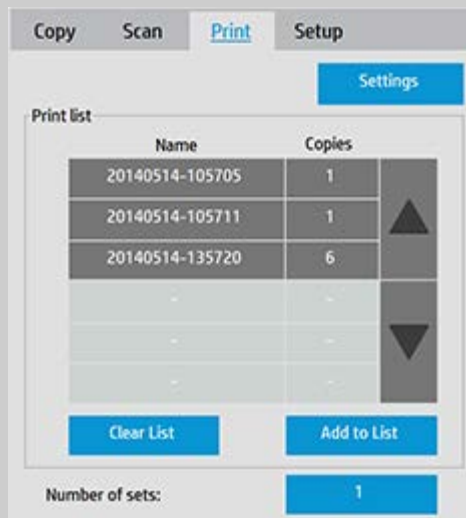 Copy Scan Print Setup
Settings
Print list
Name Copies
20140514-105705 1
20140514-105711 1
20140514-135720 6
- -
- -
- -
Clear List Add to List
Number of sets: 1